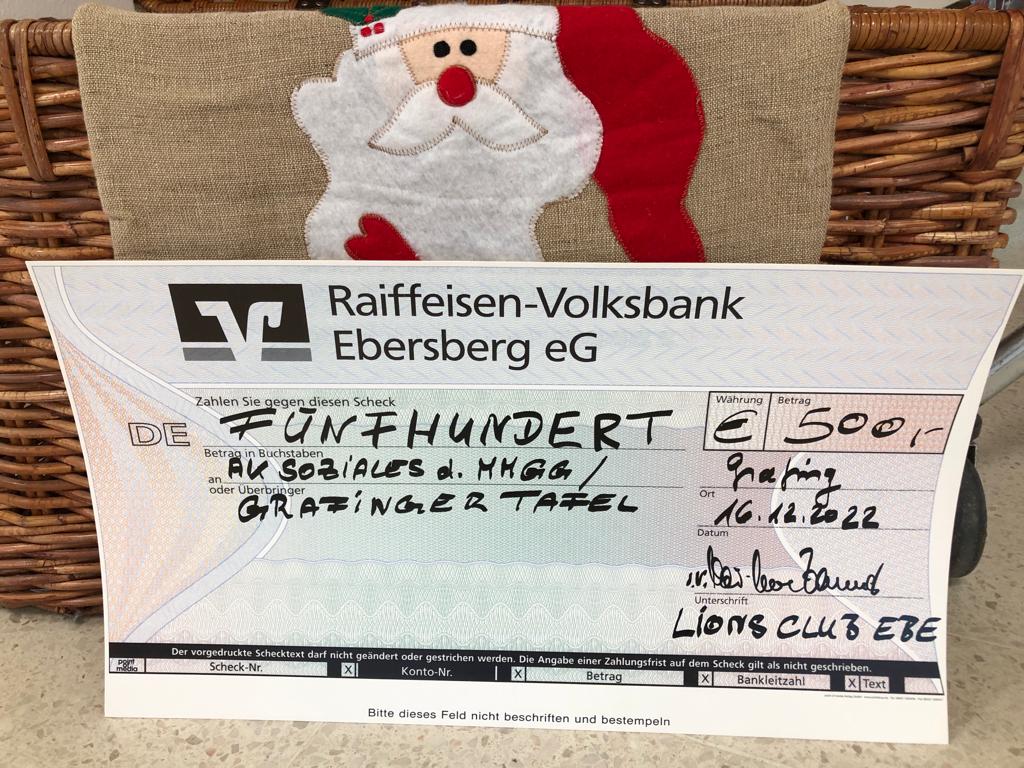 Raiffeisen-Volksbank
Ebersberg eG
Zahlen Sie gegen diesen Scheck
Währung
Betrag
DE
FÜNFHUNDERT
€
500,-
Betrag in Buchstaben
an
AK SOZIALES d. MHGG/
oder Überbringer
GRAFINGER TAFEL
Grafing
Ort
16.12.2022
Datum
i.V.
Unterschrift
LIONS CLUB EBE
Der vorgedruckte Schecktext darf nicht geändert oder gestrichen werden. Die Angabe einer Zahlungsfrist auf dem Scheck gilt als nicht geschrieben.
point media
Scheck-Nr. X Konto-Nr. X Betrag X Bankleitzahl X Text
Bitte dieses Feld nicht beschriften und bestempeln